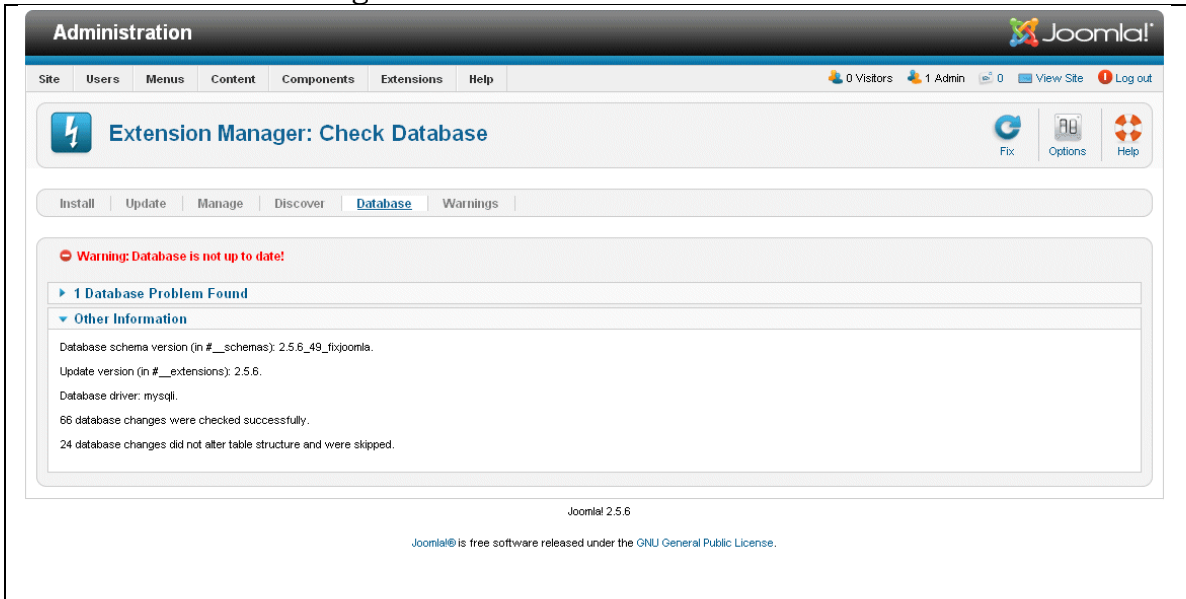 Administration
Joomla!
Site Users Menus Content Components Extensions Help
0 Visitors 1 Admin 0 View Site Log out
Extension Manager: Check Database
Fix Options Help
Install Update Manage Discover Database Warnings
Warning: Database is not up to date!
1 Database Problem Found
Other Information
Database schema version (in #__schemas): 2.5.6_49_fixjoomla.
Update version (in #__extensions): 2.5.6.
Database driver: mysqli.
66 database changes were checked successfully.
24 database changes did not alter table structure and were skipped.
Joomla! 2.5.6
Joomla!® is free software released under the GNU General Public License.